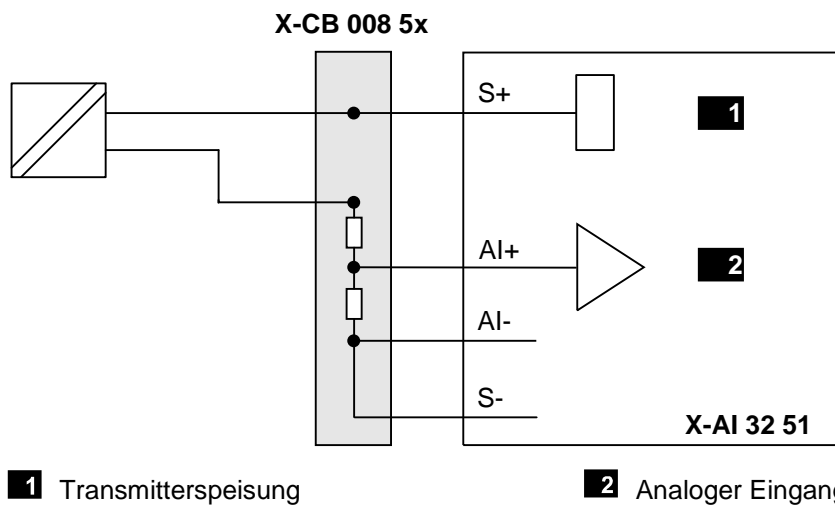 X-CB 008 5x
S+
1
AI+
2
AI-
S-
X-AI 32 51
1 Transmitterspeisung
2 Analoger Eingang